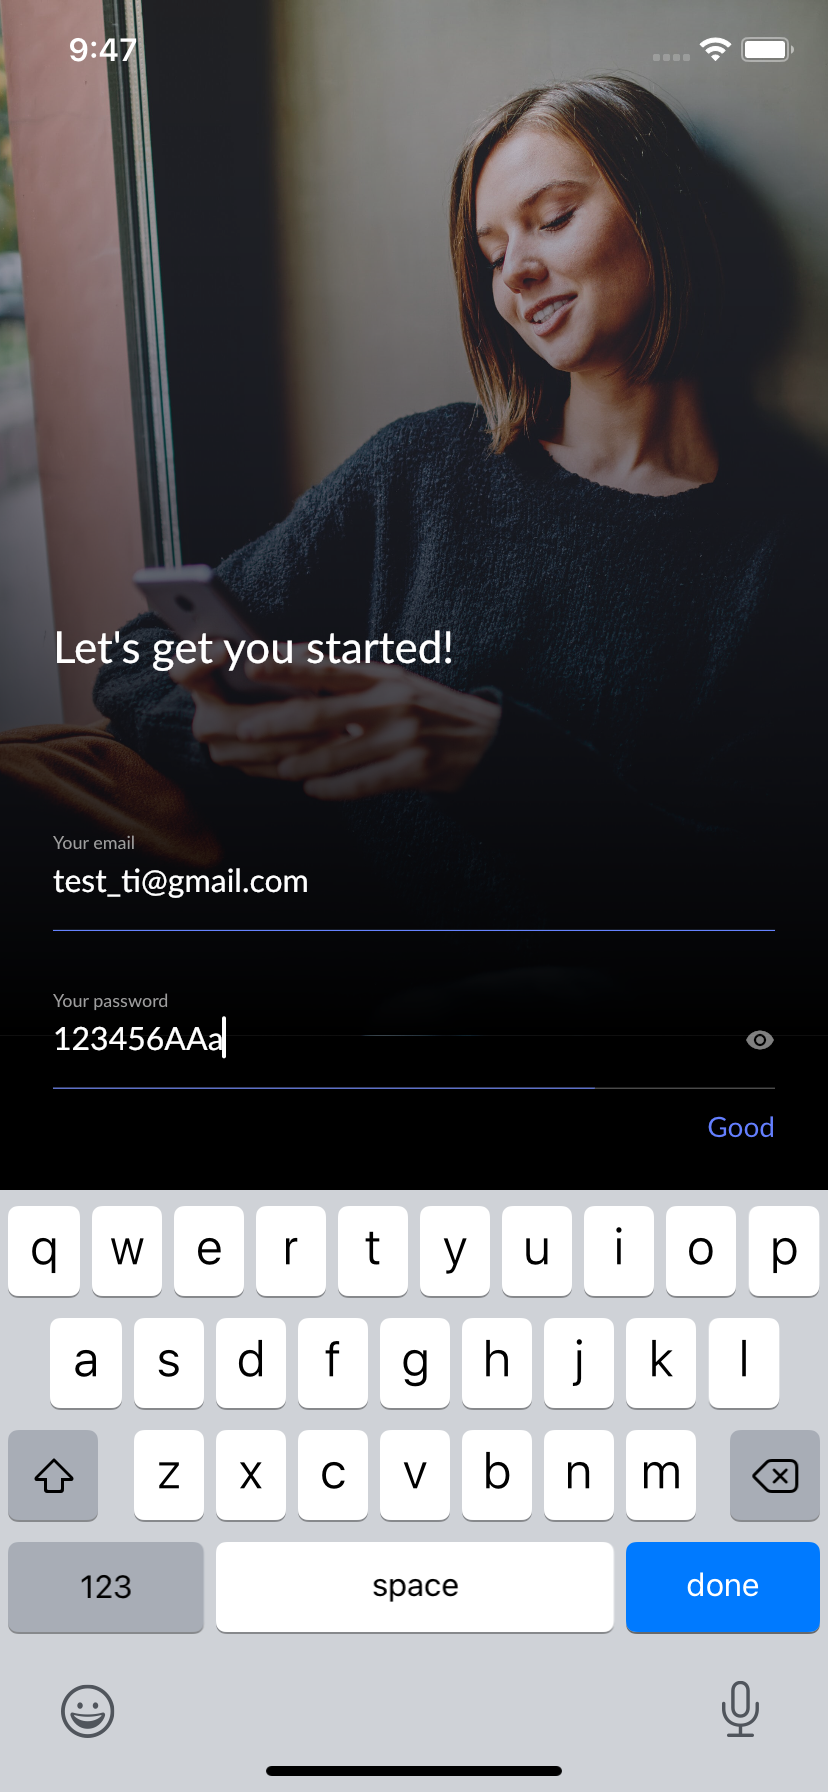 9:47
Let's get you started!
Your email
test_ti@gmail.com
Your password
123456AAa
Good
q w e r t y u i o p
a s d f g h j k l
z x c v b n m
123 space done